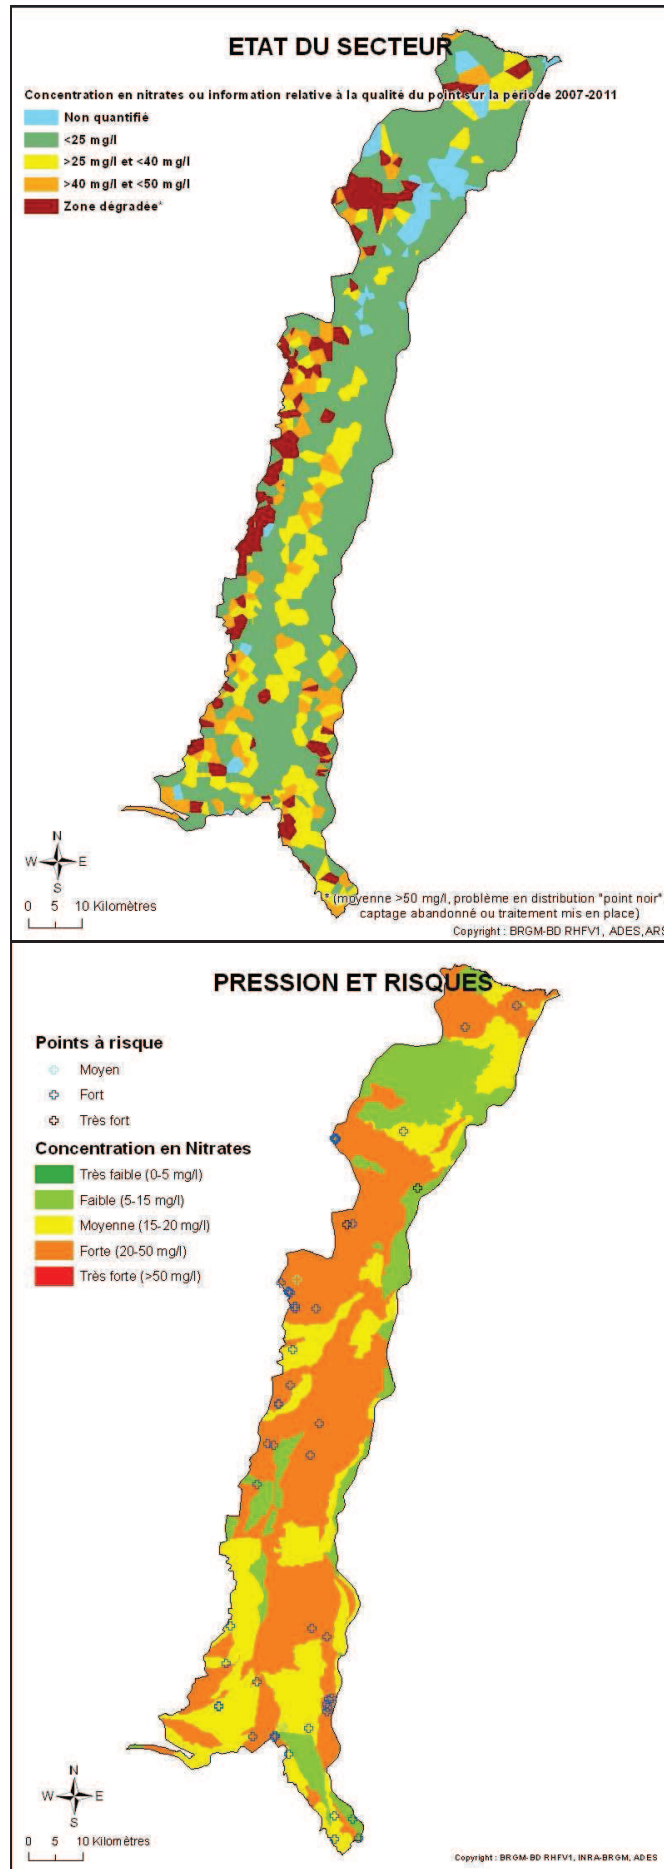 ETAT DU SECTEUR
Concentration en nitrates ou information relative à la qualité du point sur la période 2007-2011
Non quantifié
<25 mg/l
>25 mg/l et <40 mg/l
>40 mg/l et <50 mg/l
Zone dégradée*
N
W E
S
0 5 10 Kilomètres
* (moyenne >50 mg/l, problème en distribution "point noir"
captage abandonné ou traitement mis en place)
Copyright : BRGM-BD RHFV1, ADES,ARS
PRESSION ET RISQUES
Points à risque
Moyen
Fort
Très fort
Concentration en Nitrates
Très faible (0-5 mg/l)
Faible (5-15 mg/l)
Moyenne (15-20 mg/l)
Forte (20-50 mg/l)
Très forte (>50 mg/l)
N
W E
S
0 5 10 Kilomètres
Copyright : BRGM-BD RHFV1, INRA-BRGM, ADES